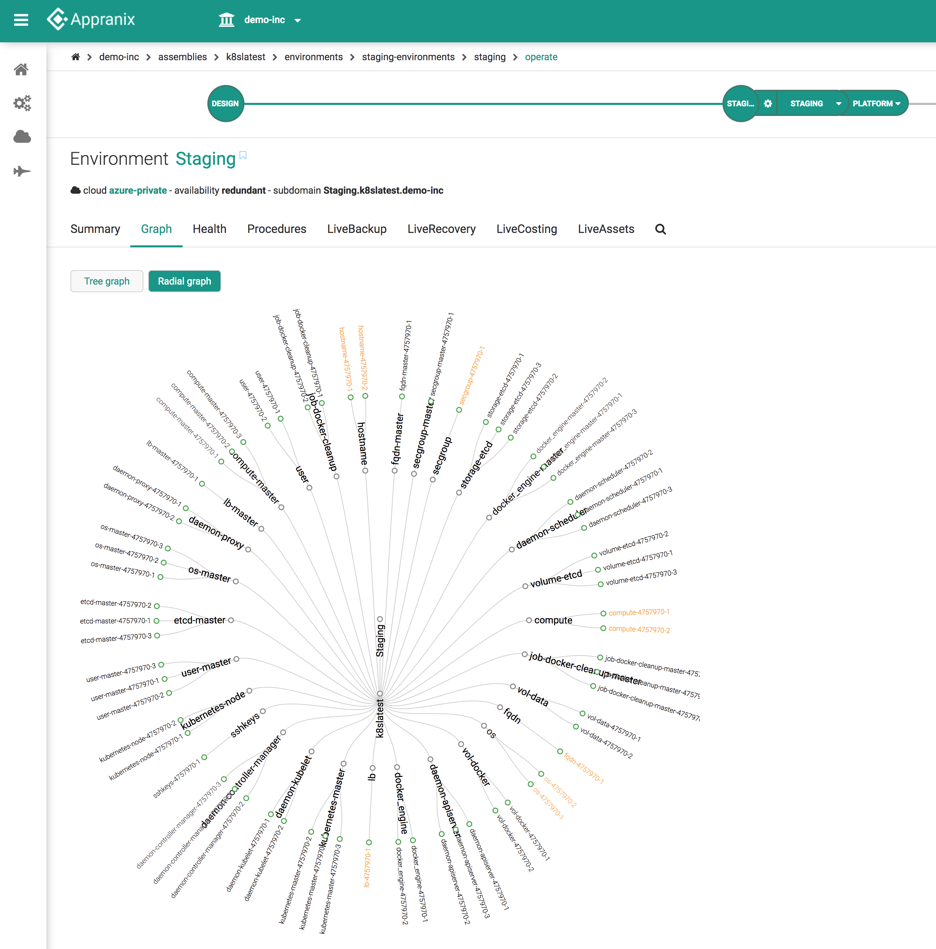 Appranix
demo-inc
demo-inc
assemblies
k8slatest
environments
staging-environments
staging
operate
DESIGN
STAGI...
STAGING
PLATFORM
Environment Staging
cloud azure-private - availability redundant - subdomain Staging.k8slatest.demo-inc
Summary
Graph
Health
Procedures
LiveBackup
LiveRecovery
LiveCosting
LiveAssets
Tree graph
Radial graph
Staging
k8slatest
hostname
hostname-4757970-1
hostname-4757970-2
fqdn-master
fqdn-master-4757970-1
secgroup-master
secgroup-master-4757970-1
secgroup
secgroup-4757970-1
storage-etcd
storage-etcd-4757970-1
storage-etcd-4757970-3
storage-etcd-4757970-2
docker_engine-master
docker_engine-master-4757970-2
docker_engine-master-4757970-1
docker_engine-master-4757970-3
daemon-scheduler
daemon-scheduler-4757970-2
daemon-scheduler-4757970-1
daemon-scheduler-4757970-3
volume-etcd
volume-etcd-4757970-2
volume-etcd-4757970-1
volume-etcd-4757970-3
compute
compute-4757970-1
compute-4757970-2
job-docker-cleanup-master
job-docker-cleanup-master-475
job-docker-cleanup-master-4757
vol-data
vol-data-4757970-1
vol-data-4757970-2
fqdn
fqdn-4757970-1
os
os-4757970-2
os-4757970-1
vol-docker
vol-docker-4757970-1
vol-docker-4757970-2
daemon-apiserver
daemon-apiserver-4757970-1
daemon-apiserver-4757970-3
daemon-apiserver-4757970-2
docker_engine
docker_engine-4757970-1
docker_engine-4757970-2
lb
lb-4757970-1
kubernetes-master
kubernetes-master-4757970-3
kubernetes-master-4757970-2
daemon-kubelet
daemon-kubelet-4757970-2
daemon-kubelet-4757970-1
daemon-controller-manager
daemon-controller-manager-4757970-2
daemon-controller-manager-4757970-3
sshkeys
sshkeys-4757970-1
kubernetes-node
kubernetes-node-4757970-1
kubernetes-node-4757970-2
user-master
user-master-4757970-2
user-master-4757970-1
user-master-4757970-3
etcd-master
etcd-master-4757970-3
etcd-master-4757970-1
etcd-master-4757970-2
os-master
os-master-4757970-1
os-master-4757970-2
os-master-4757970-3
daemon-proxy
daemon-proxy-4757970-2
daemon-proxy-4757970-1
lb-master
lb-master-4757970-1
compute-master
compute-master-4757970-1
compute-master-4757970-2
compute-master-4757970-3
user
user-4757970-2
user-4757970-1
job-docker-cleanup
job-docker-cleanup-4757970-2
job-docker-cleanup-4757970-1